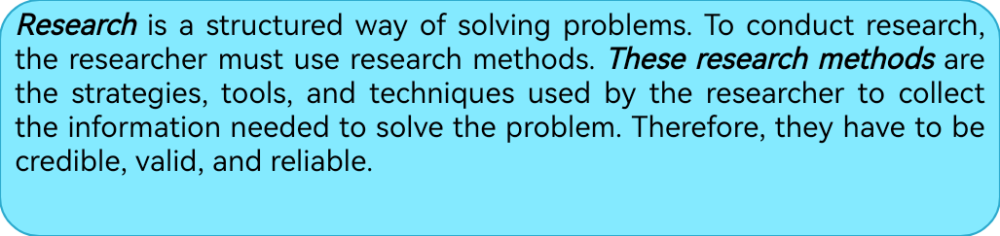 Research is a structured way of solving problems. To conduct research,
the researcher must use research methods. These research methods are
the strategies, tools, and techniques used by the researcher to collect
the information needed to solve the problem. Therefore, they have to be
credible, valid, and reliable.